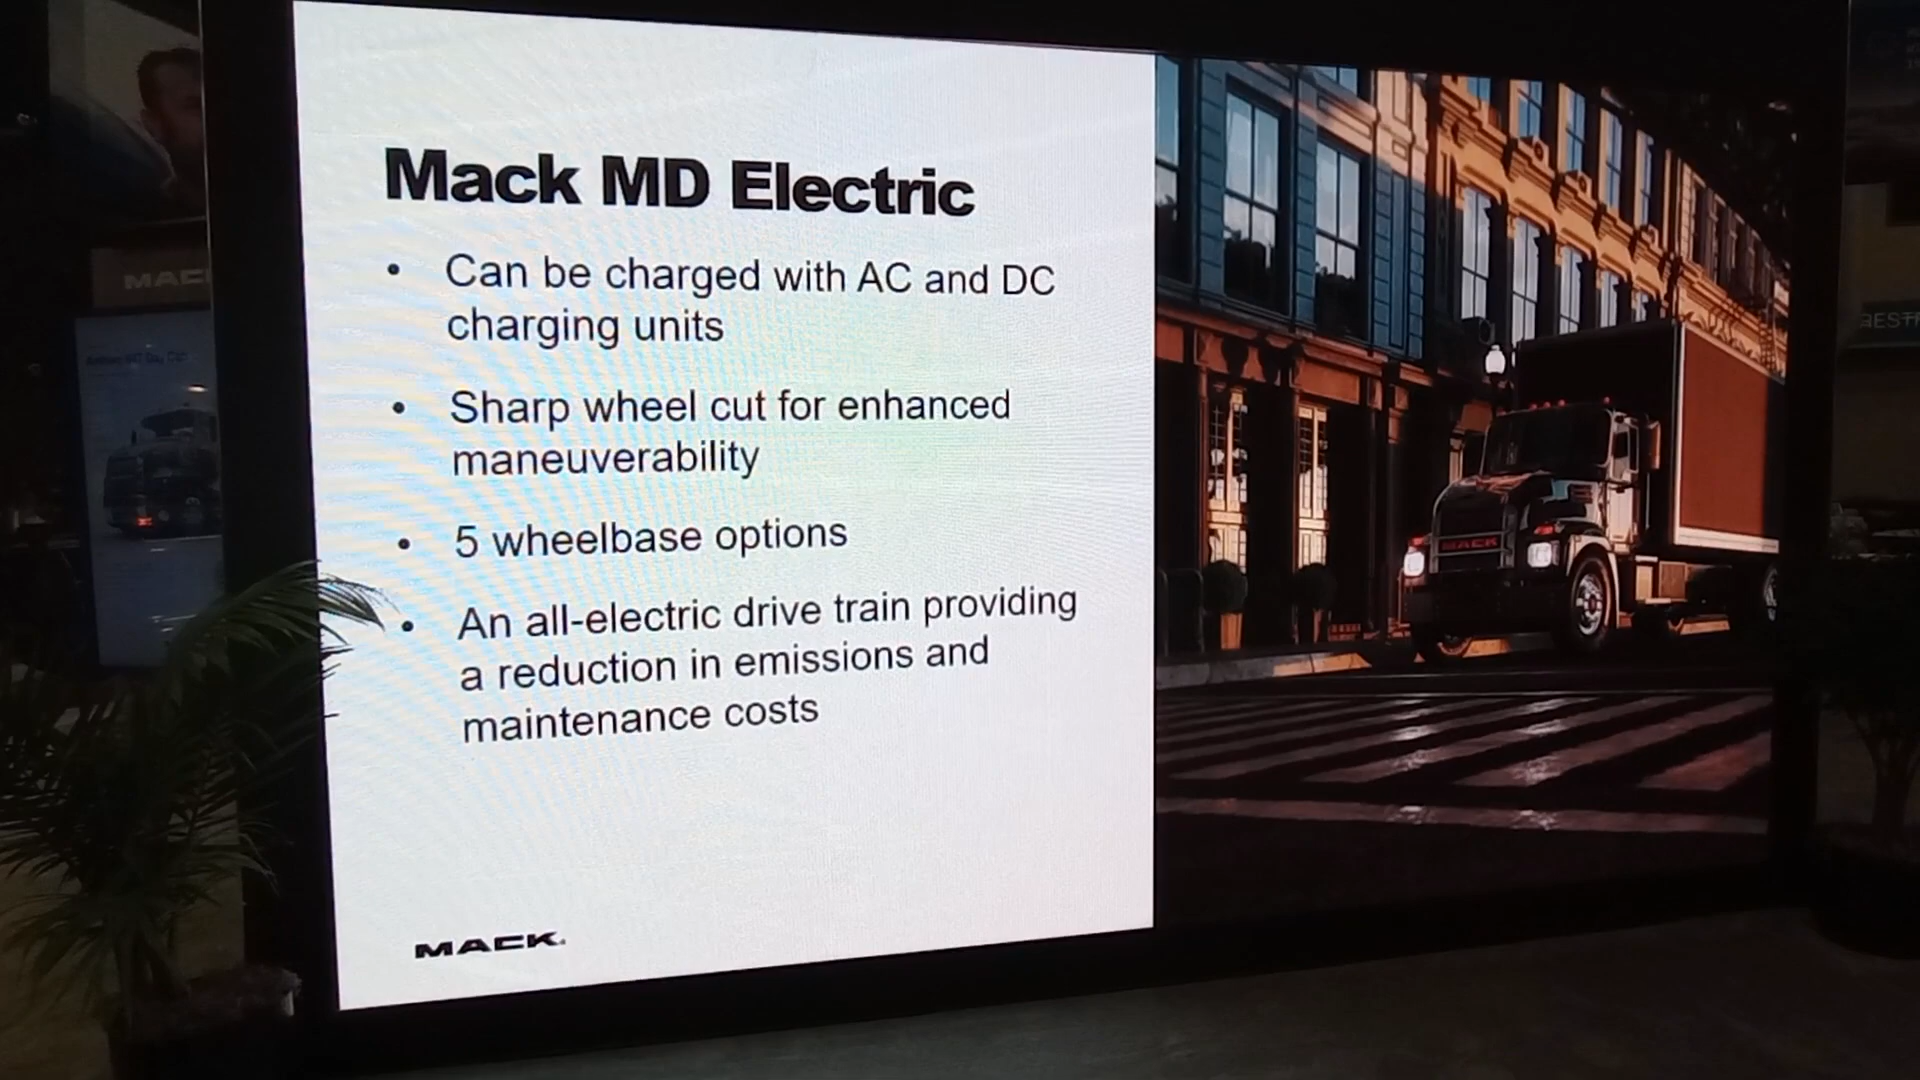 Mack MD Electric
• Can be charged with AC and DC
charging units
• Sharp wheel cut for enhanced
maneuverability
• 5 wheelbase options
• An all-electric drive train providing
a reduction in emissions and
maintenance costs
MACK
MACK